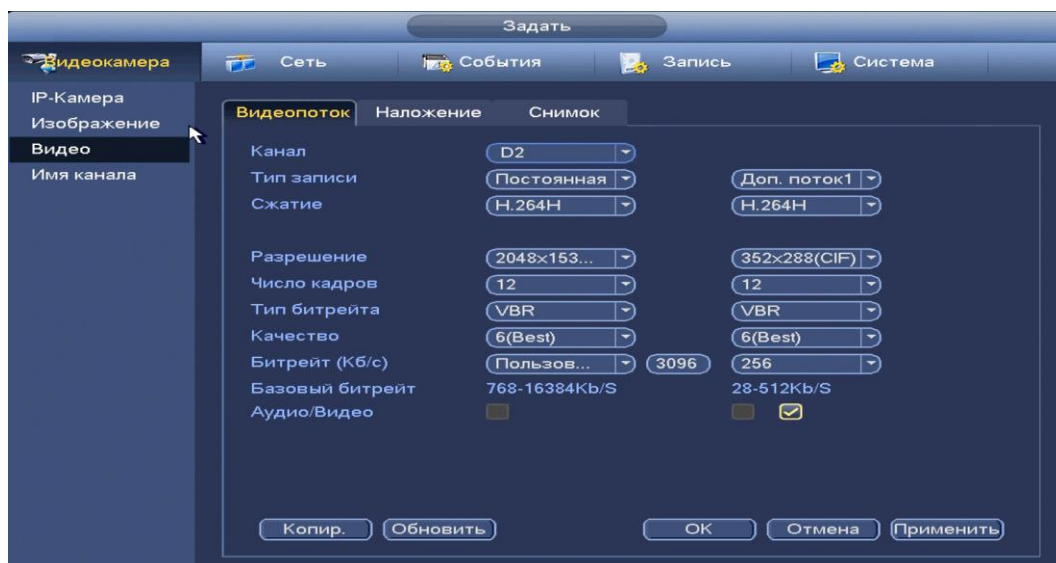 Задать
Видеокамера Сеть События Запись Система
IP-Камера
Изображение
Видео
Имя канала
Видеопоток Наложение Снимок
Канал D2
Тип записи Постоянная Доп. поток1
Сжатие H.264H H.264H
Разрешение 2048x153... 352x288(CIF)
Число кадров 12 12
Тип битрейта VBR VBR
Качество 6(Best) 6(Best)
Битрейт (Кб/с) Пользов... 3096 256
Базовый битрейт 768-16384Kb/S 28-512Kb/S
Аудио/Видео
Копир. Обновить ОК Отмена Применить